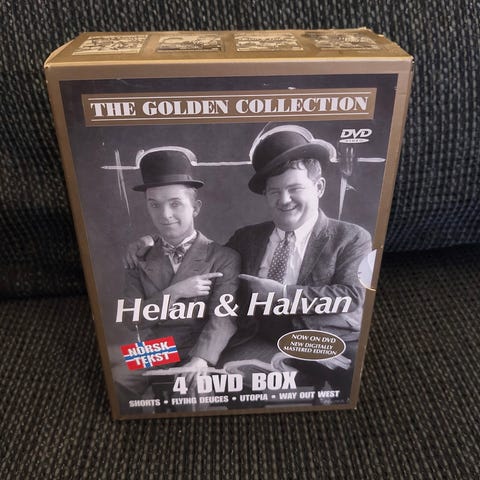 THE GOLDEN COLLECTION
DVD
VIDEO
Helan & Halvan
NORSK
TEKST
NOW ON DVD
NEW DIGITALLY
MASTERED EDITION
4 DVD BOX
SHORTS • FLYING DEUCES • UTOPIA • WAY OUT WEST